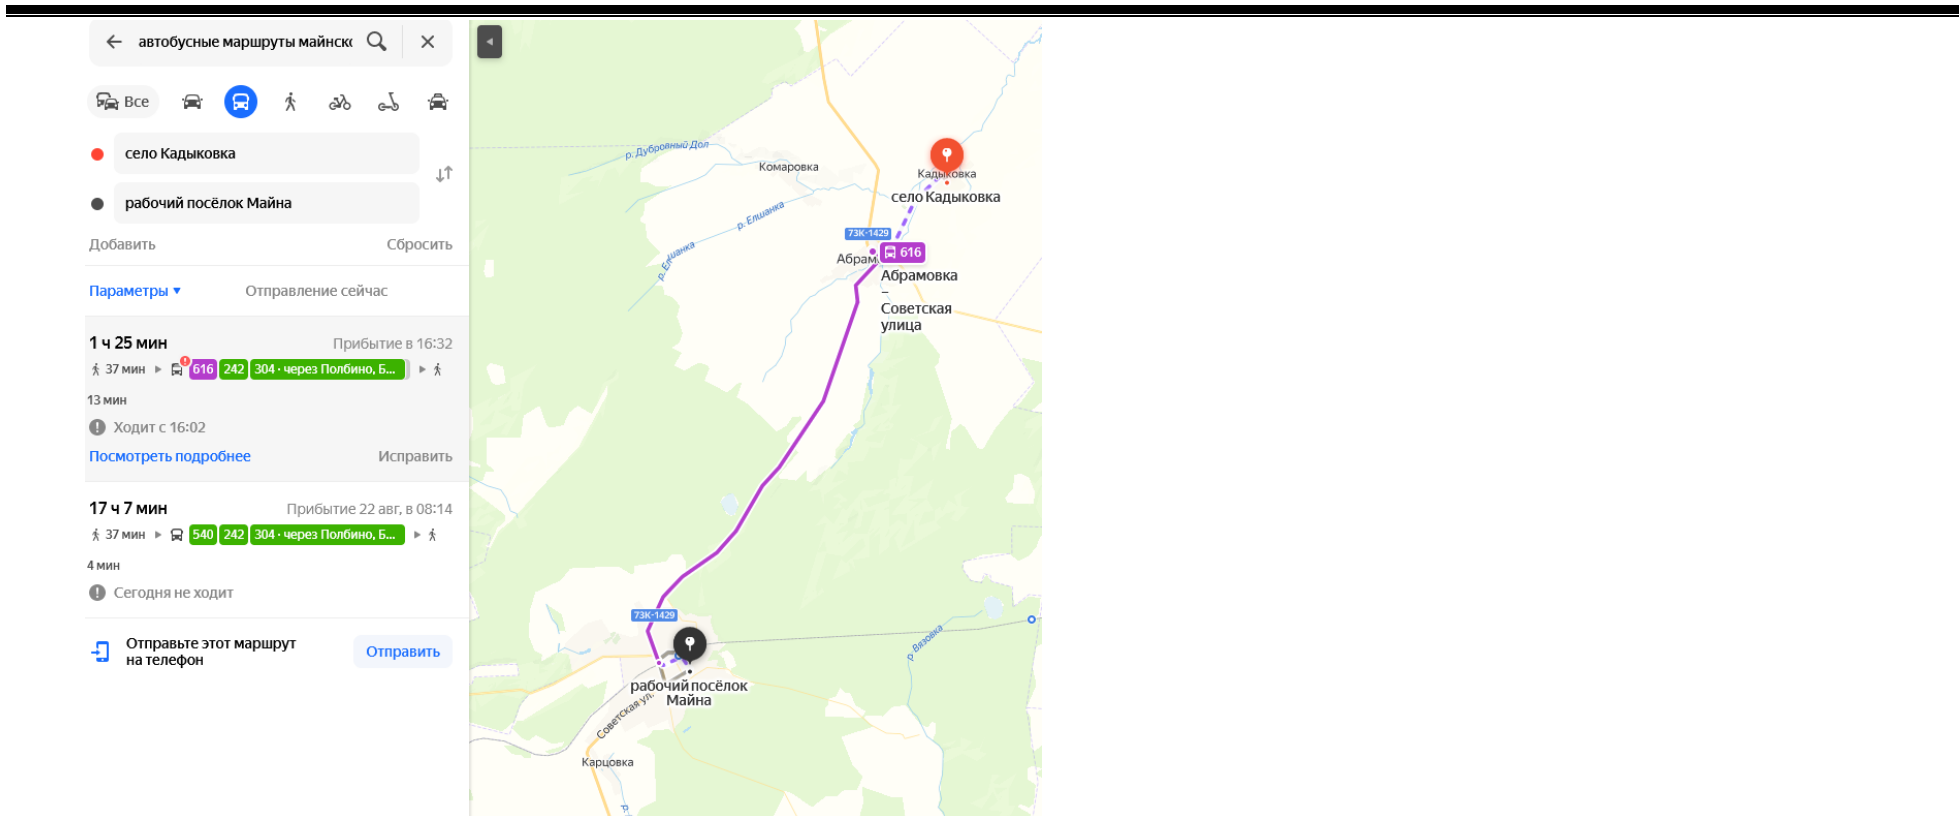 автобусные маршруты майнск
Все
село Кадыковка
рабочий посёлок Майна
Добавить
Сбросить
Параметры
Отправление сейчас
1 ч 25 мин
Прибытие в 16:32
37 мин
616
242
304 · через Полбино, Б...
13 мин
Ходит с 16:02
Посмотреть подробнее
Исправить
17 ч 7 мин
Прибытие 22 авг, в 08:14
37 мин
540
242
304 · через Полбино, Б...
4 мин
Сегодня не ходит
Отправьте этот маршрут
на телефон
Отправить
р. Дубровный Дол
Комаровка
Кадыковка
село Кадыковка
р. Елшанка
73К-1429
р. Елшанка
Абрам
616
Абрамовка
–
Советская
улица
73К-1429
р. Вязовка
рабочий посёлок
Майна
Советская ул.
Карцовка
р.